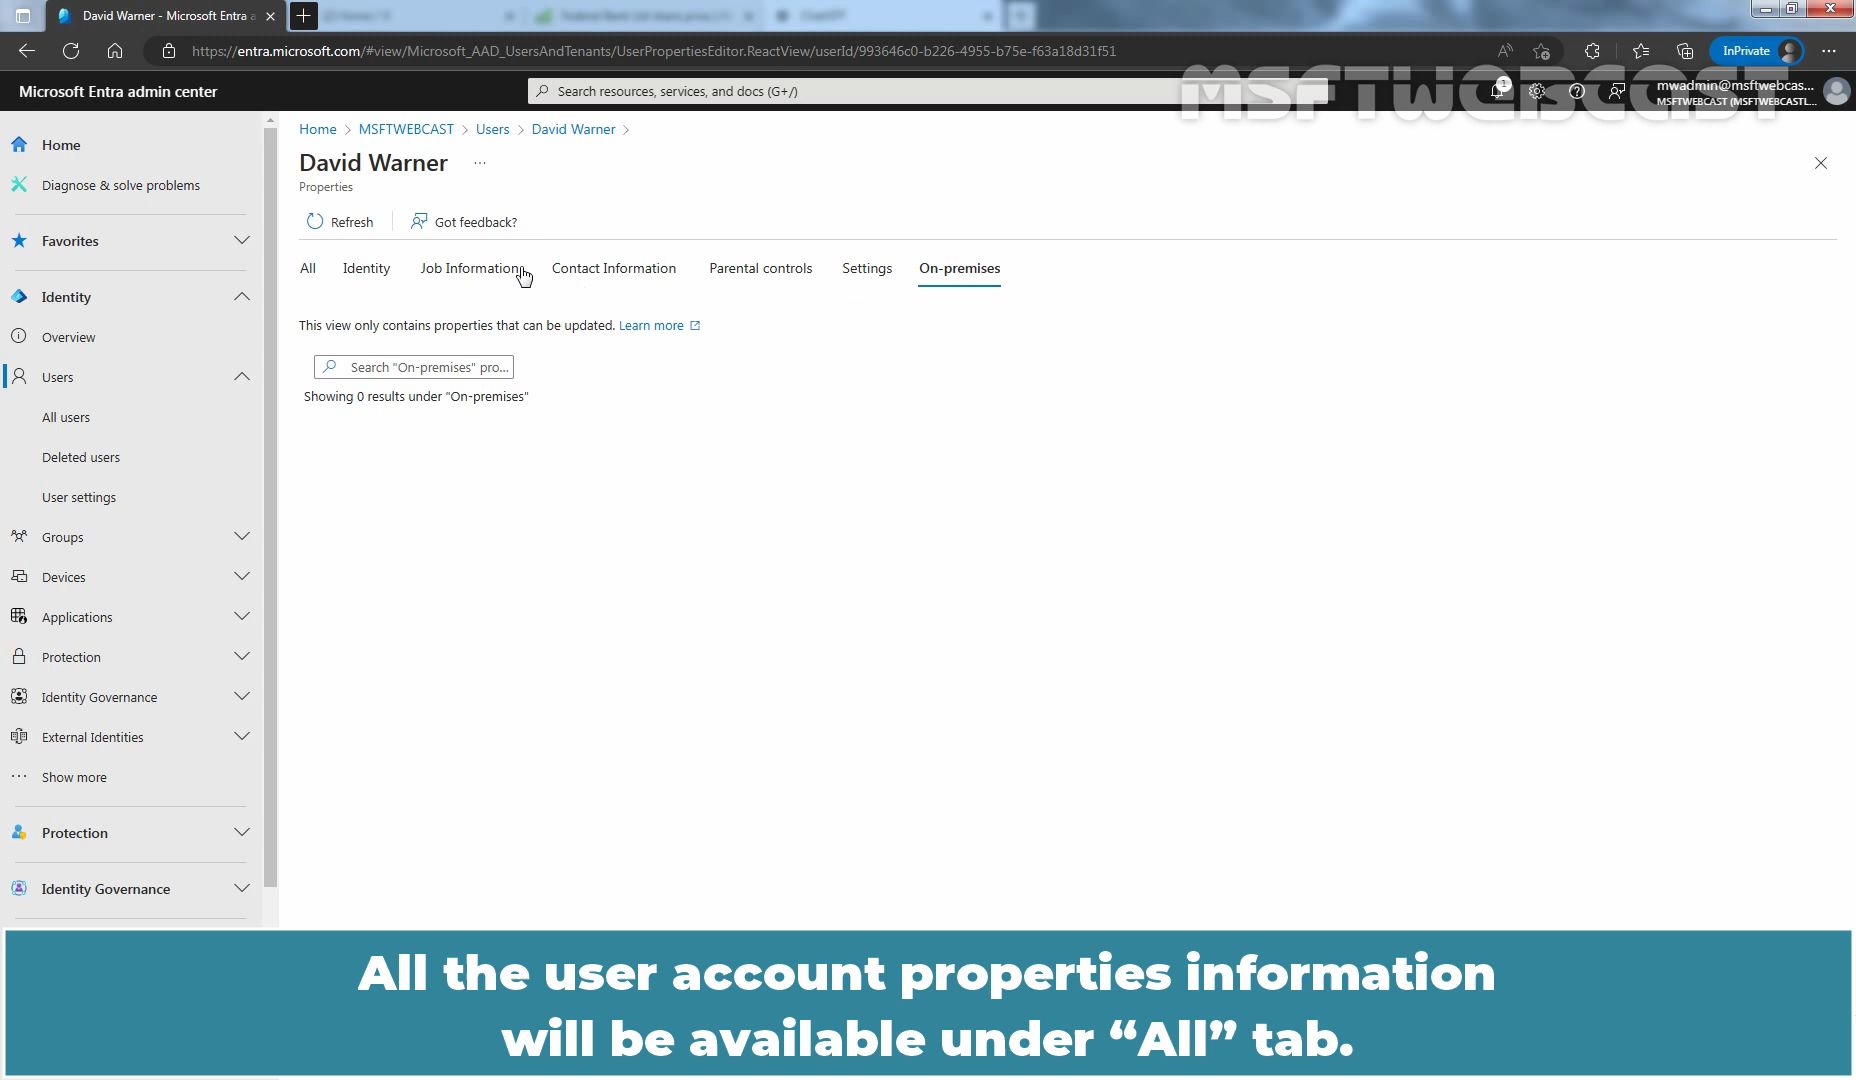 David Warner - Microsoft Entra a
https://entra.microsoft.com/#view/Microsoft_AAD_UsersAndTenants/UserPropertiesEditor.ReactView/userId/993646c0-b226-4955-b75e-f63a18d31f51
InPrivate
Microsoft Entra admin center
Search resources, services, and docs (G+/)
1
mwadmin@msftwebcas...
MSFTWEBCAST (MSFTWEBCASTL...
MSFTWEBCAST
Home
Diagnose & solve problems
Favorites
Identity
Overview
Users
All users
Deleted users
User settings
Groups
Devices
Applications
Protection
Identity Governance
External Identities
Show more
Protection
Identity Governance
Home > MSFTWEBCAST > Users > David Warner >
David Warner ...
Properties
Refresh
Got feedback?
All Identity Job Information Contact Information Parental controls Settings On-premises
This view only contains properties that can be updated. Learn more
Search "On-premises" pro...
Showing 0 results under "On-premises"
All the user account properties information
will be available under “All” tab.